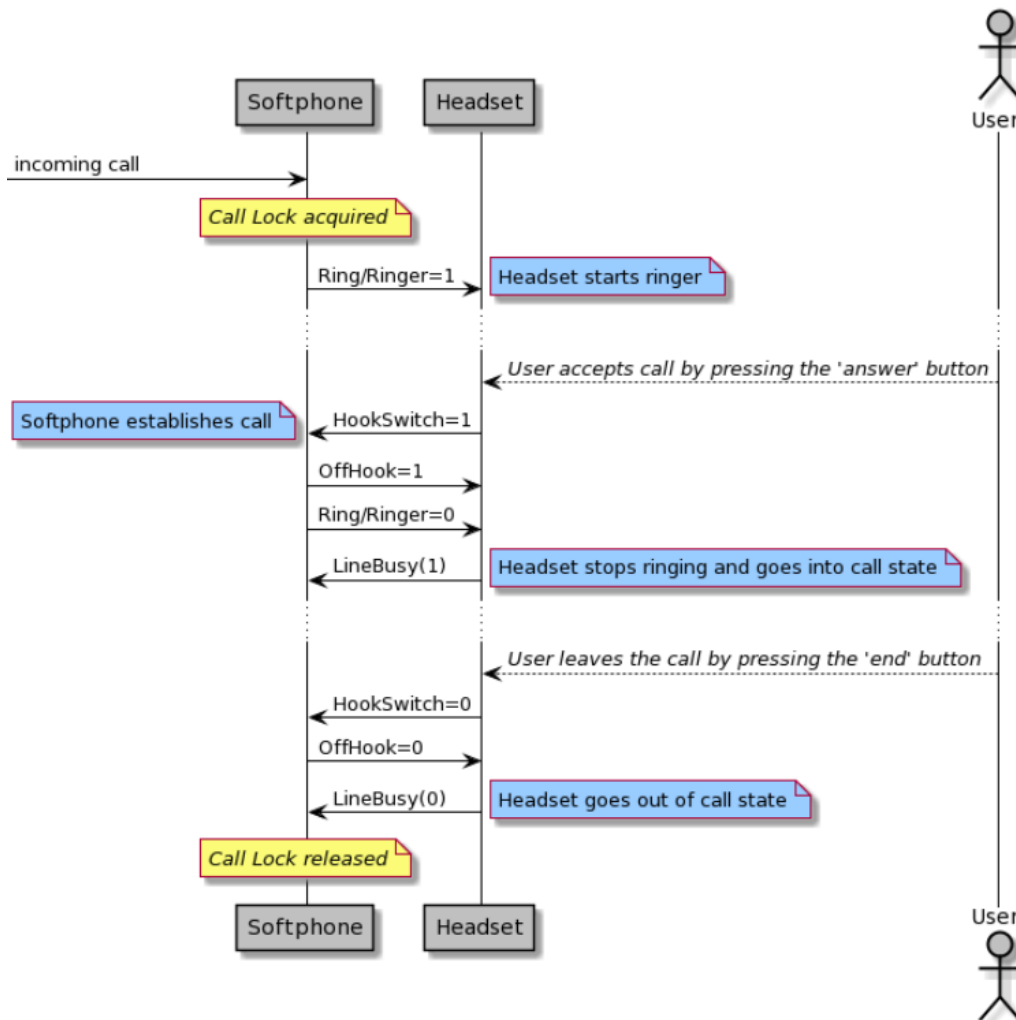 User
Softphone
Headset
incoming call
Call Lock acquired
Ring/Ringer=1
Headset starts ringer
User accepts call by pressing the 'answer' button
Softphone establishes call
HookSwitch=1
OffHook=1
Ring/Ringer=0
LineBusy(1)
Headset stops ringing and goes into call state
User leaves the call by pressing the 'end' button
HookSwitch=0
OffHook=0
LineBusy(0)
Headset goes out of call state
Call Lock released
Softphone
Headset
User